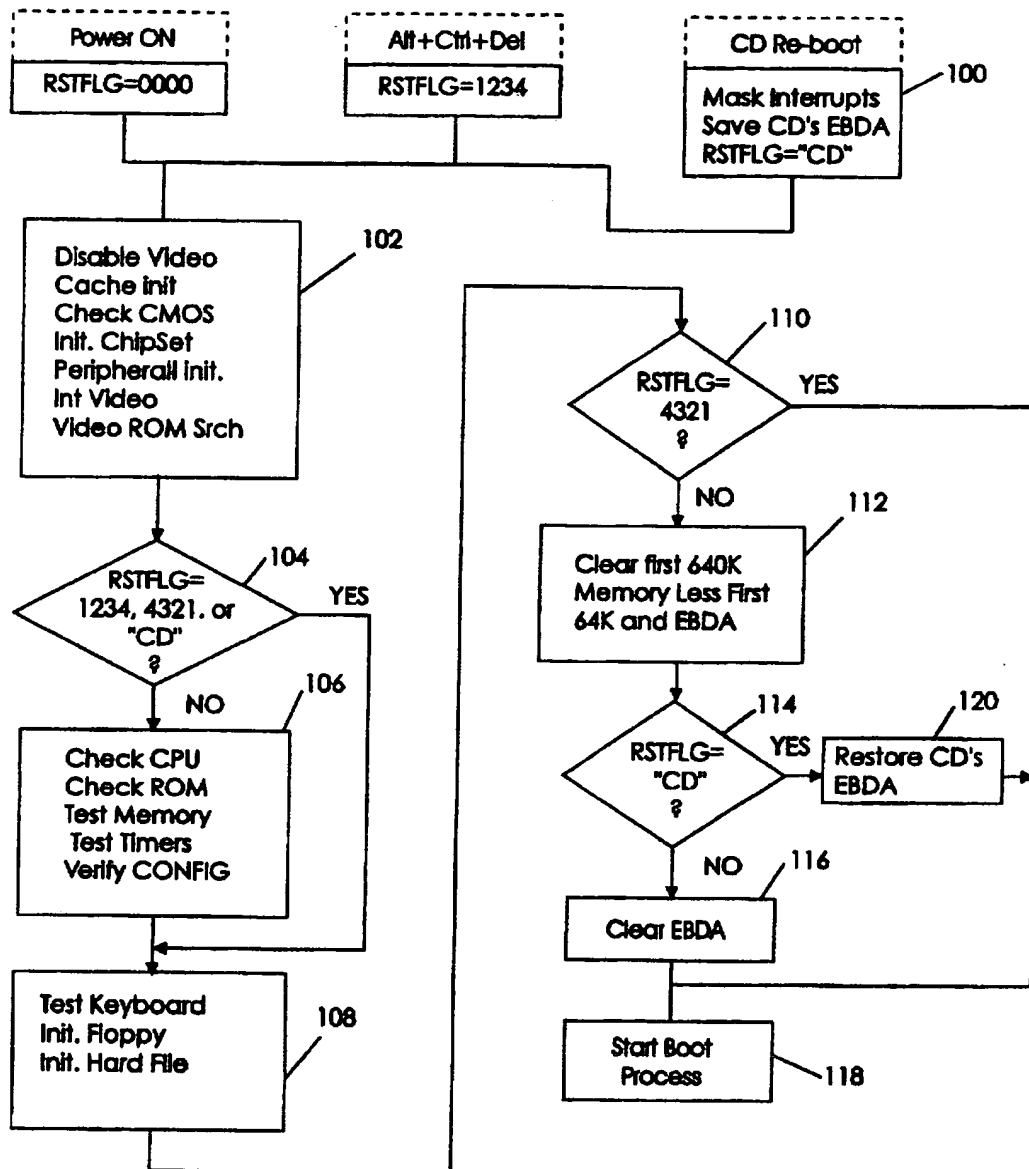 Power ON
RSTFLG=0000
Alt+Ctrl+Del
RSTFLG=1234
CD Re-boot
Mask Interrupts
Save CD's EBDA
RSTFLG="CD"
100
Disable Video
Cache init
Check CMOS
Init. ChipSet
Peripherall init.
Int Video
Video ROM Srch
102
RSTFLG=
1234, 4321. or
"CD"
?
104
YES
NO
106
Check CPU
Check ROM
Test Memory
Test Timers
Verify CONFIG
Test Keyboard
Init. Floppy
Init. Hard File
108
110
RSTFLG=
4321
?
YES
NO
112
Clear first 640K
Memory Less First
64K and EBDA
114
RSTFLG=
"CD"
?
YES
120
Restore CD's
EBDA
NO
116
Clear EBDA
Start Boot
Process
118